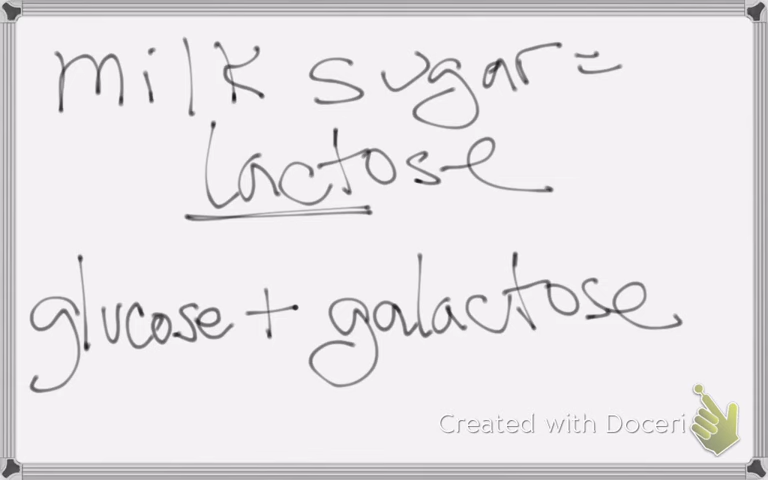 milk sugar =
lactose
glucose + galactose
Created with Doceri